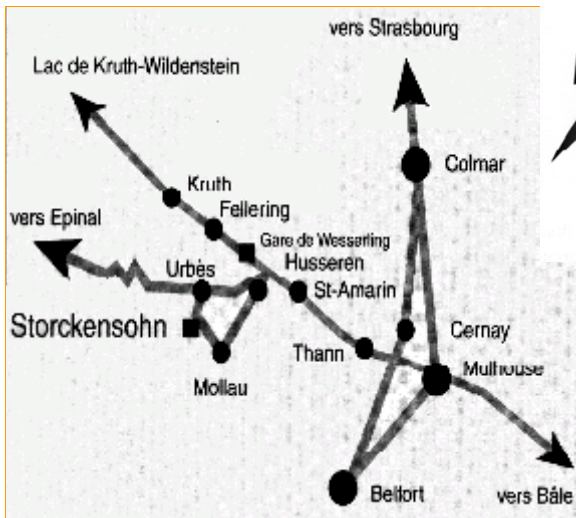 vers Strasbourg
Lac de Kruth-Wildenstein
Colmar
Kruth
Fellering
vers Epinal
Gare de Wesserling
Urbès
Husseren
St-Amarin
Storckensohn
Cernay
Thann
Mulhouse
Mollau
Belfort
vers Bâle